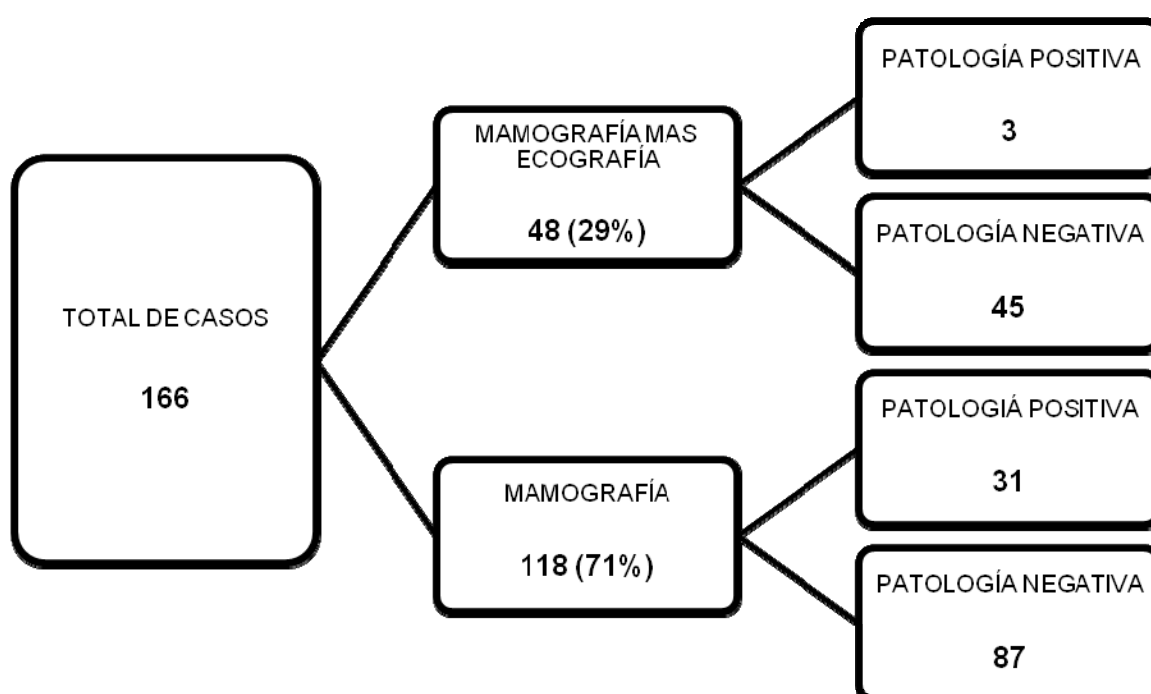 TOTAL DE CASOS
166
MAMOGRAFÍA MAS
ECOGRAFÍA
48 (29%)
PATOLOGÍA POSITIVA
3
PATOLOGÍA NEGATIVA
45
MAMOGRAFÍA
118 (71%)
PATOLOGIÁ POSITIVA
31
PATOLOGÍA NEGATIVA
87